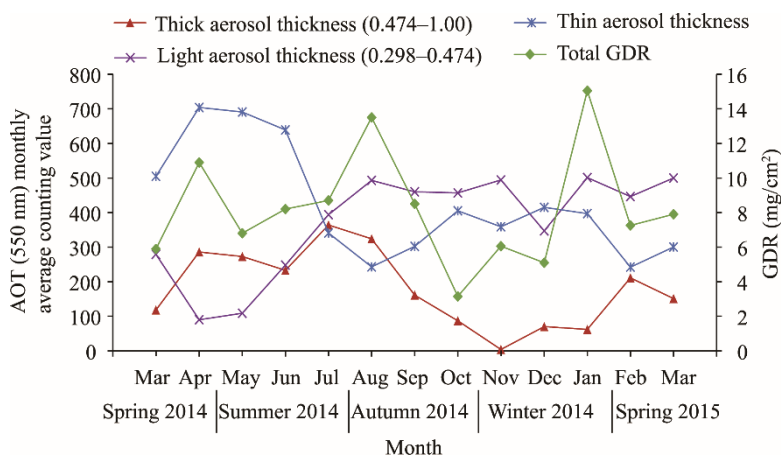 Thick aerosol thickness (0.474–1.00)
Thin aerosol thickness
Light aerosol thickness (0.298–0.474)
Total GDR
800
700
600
500
400
300
200
100
0
AOT (550 nm) monthly
average counting value
16
14
12
10
8
6
4
2
0
GDR (mg/cm²)
Mar Apr May Jun Jul Aug Sep Oct Nov Dec Jan Feb Mar
Spring 2014 Summer 2014 Autumn 2014 Winter 2014 Spring 2015
Month